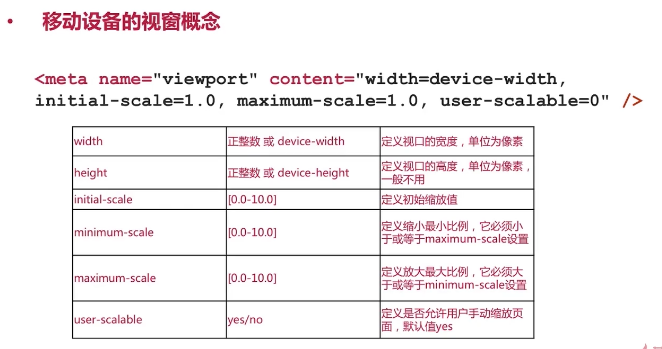 • 移动设备的视窗概念
<meta name="viewport" content="width=device-width,
initial-scale=1.0, maximum-scale=1.0, user-scalable=0" />
width 正整数 或 device-width 定义视口的宽度，单位为像素
height 正整数 或 device-height 定义视口的高度，单位为像素，
一般不用
initial-scale [0.0-10.0] 定义初始缩放值
minimum-scale [0.0-10.0] 定义缩小最小比例，它必须小
于或等于maximum-scale设置
maximum-scale [0.0-10.0] 定义放大最大比例，它必须大
于或等于minimum-scale设置
user-scalable yes/no 定义是否允许用户手动缩放页
面，默认值yes